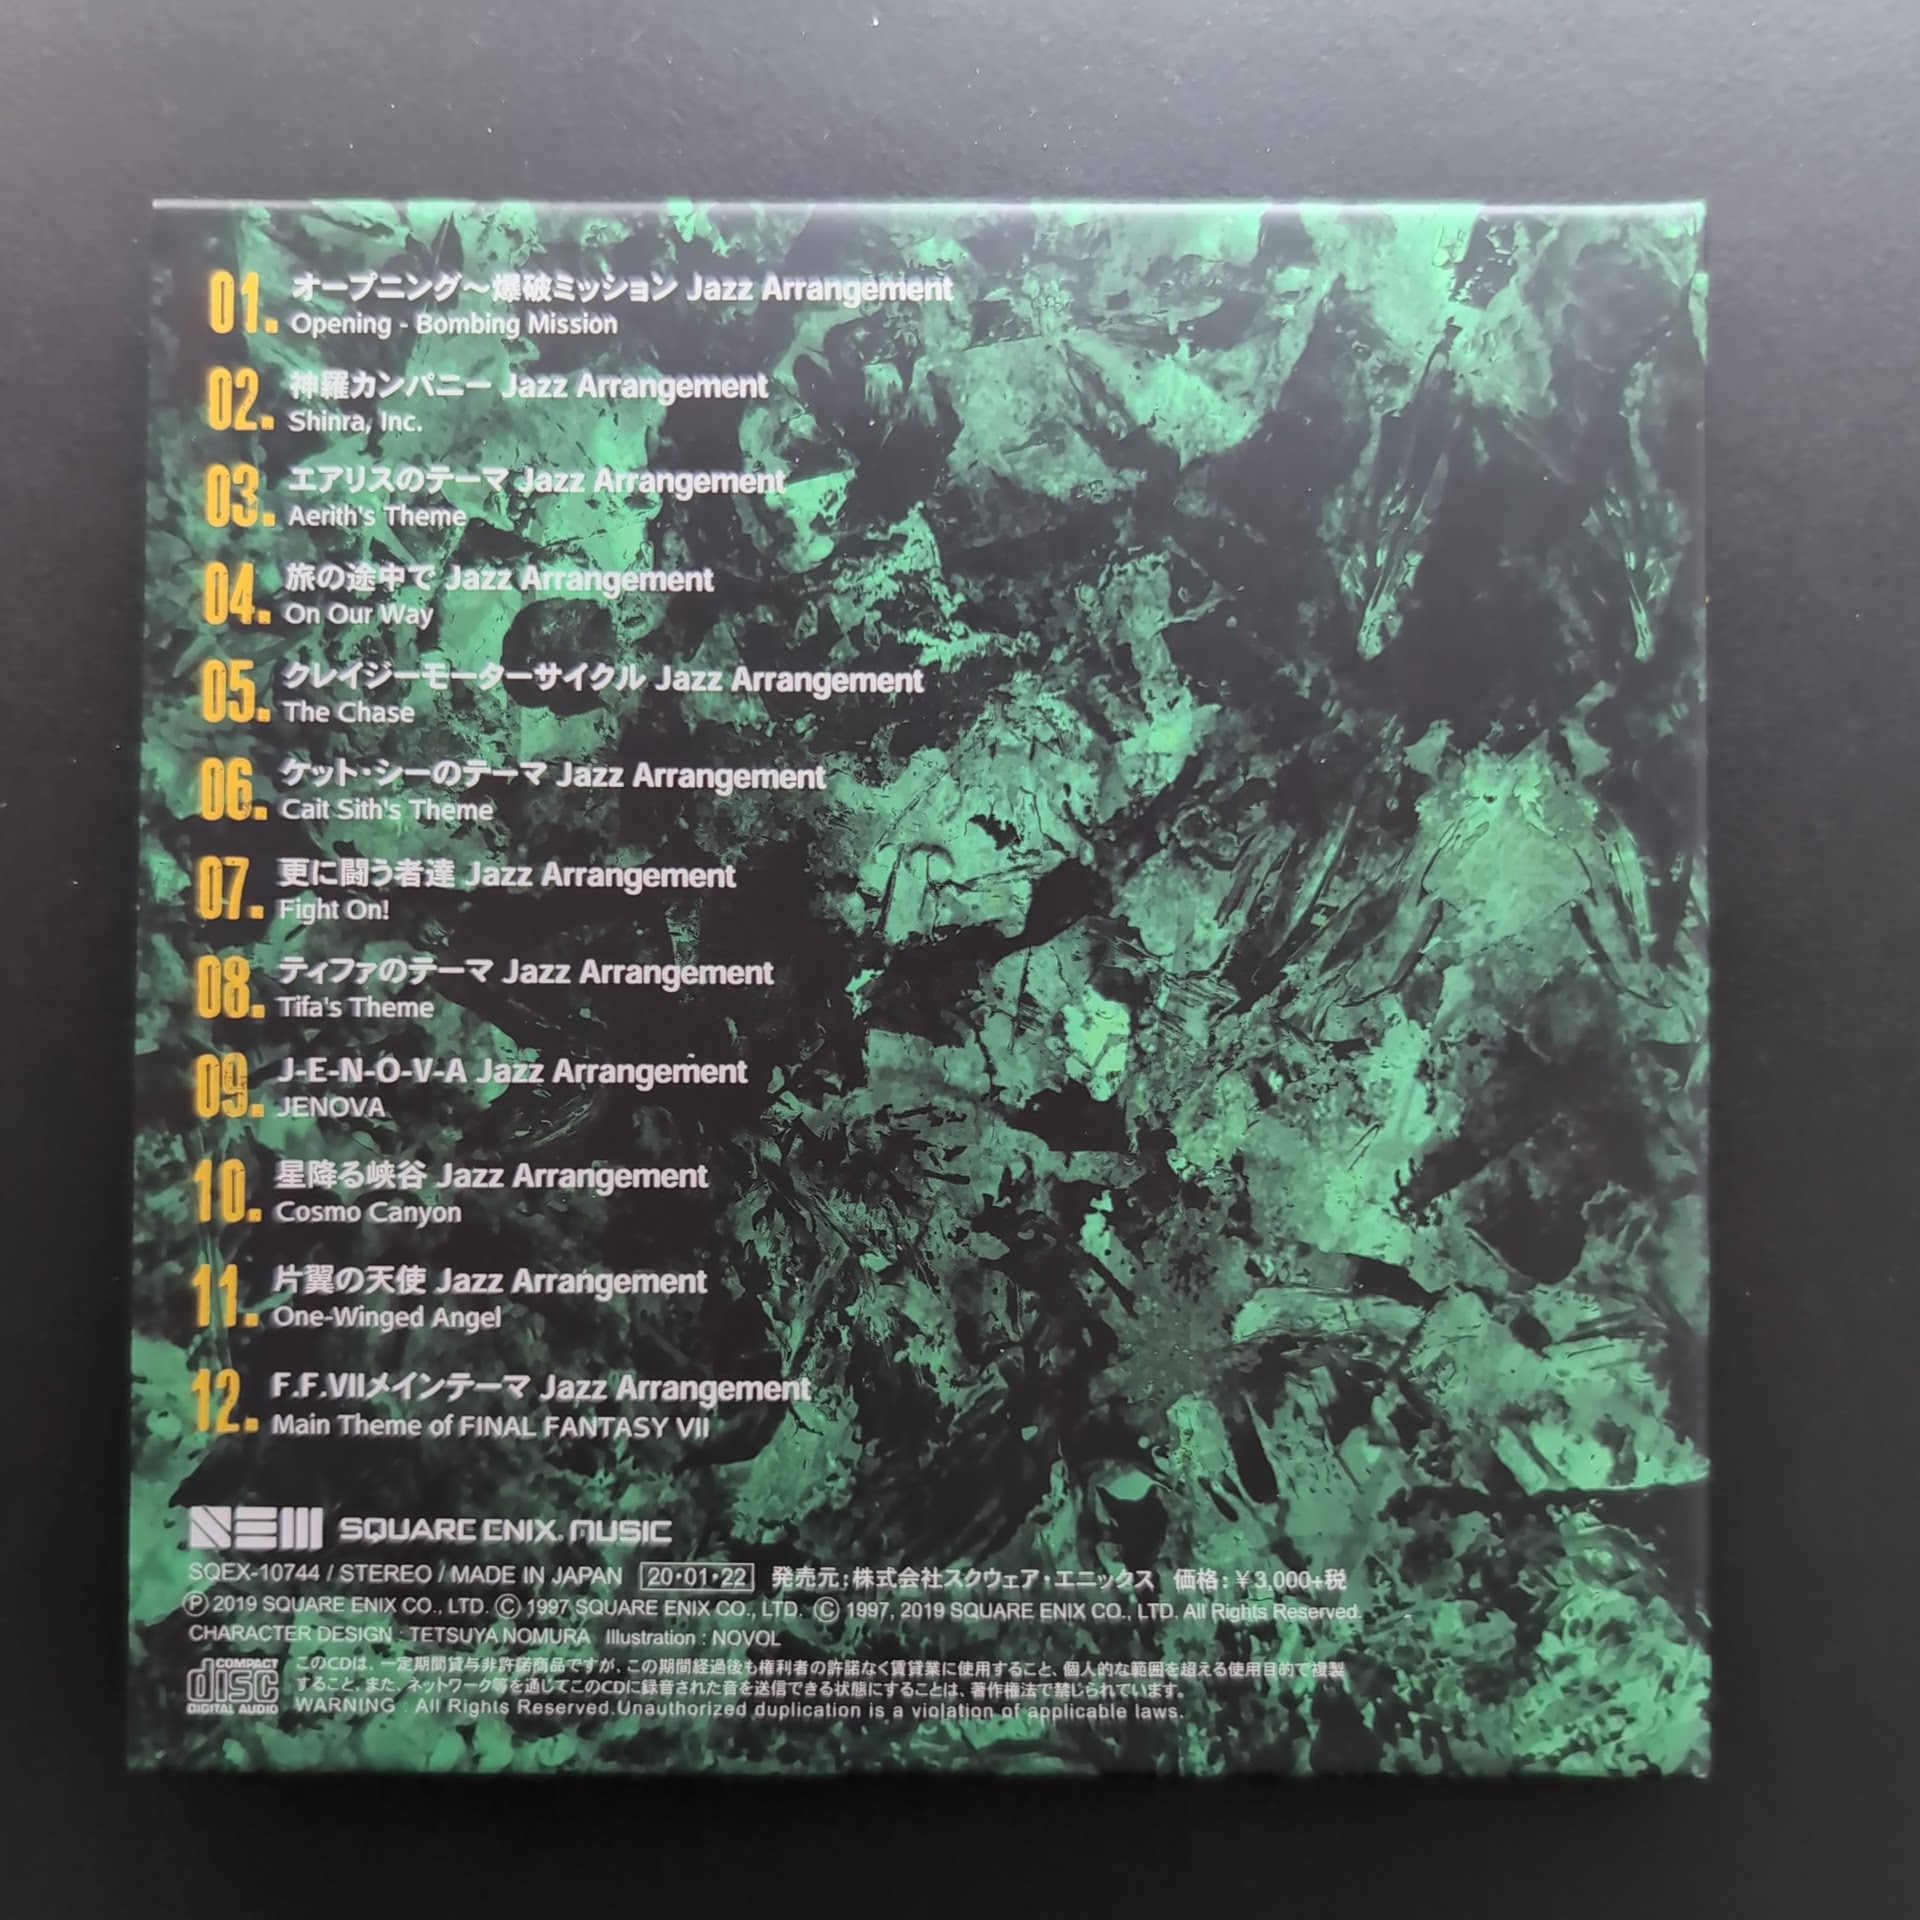 01. オープニング～爆破ミッション Jazz Arrangement
Opening - Bombing Mission
02. 神羅カンパニー Jazz Arrangement
Shinra, Inc.
03. エアリスのテーマ Jazz Arrangement
Aerith's Theme
04. 旅の途中で Jazz Arrangement
On Our Way
05. クレイジーモーターサイクル Jazz Arrangement
The Chase
06. ケット・シーのテーマ Jazz Arrangement
Cait Sith's Theme
07. 更に闘う者達 Jazz Arrangement
Fight On!
08. ティファのテーマ Jazz Arrangement
Tifa's Theme
09. J-E-N-O-V-A Jazz Arrangement
JENOVA
10. 星降る峡谷 Jazz Arrangement
Cosmo Canyon
11. 片翼の天使 Jazz Arrangement
One-Winged Angel
12. F.F.VIIメインテーマ Jazz Arrangement
Main Theme of FINAL FANTASY VII
SEM SQUARE ENIX. MUSIC
SQEX-10744 / STEREO / MADE IN JAPAN 20・01・22 発売元:株式会社スクウェア・エニックス 価格:￥3,000+税
Ⓟ 2019 SQUARE ENIX CO., LTD. Ⓒ 1997 SQUARE ENIX CO., LTD. Ⓒ 1997, 2019 SQUARE ENIX CO., LTD. All Rights Reserved.
CHARACTER DESIGN : TETSUYA NOMURA Illustration : NOVOL
COMPACT disc DIGITAL AUDIO
このCDは、一定期間貸与非許諾商品ですが、この期間経過後も権利者の許諾なく賃貸業に使用すること、個人的な範囲を超える使用目的で複製
すること、また、ネットワーク等を通じてこのCDに録音された音を送信できる状態にすることは、著作権法で禁じられています。
WARNING : All Rights Reserved.Unauthorized duplication is a violation of applicable laws.